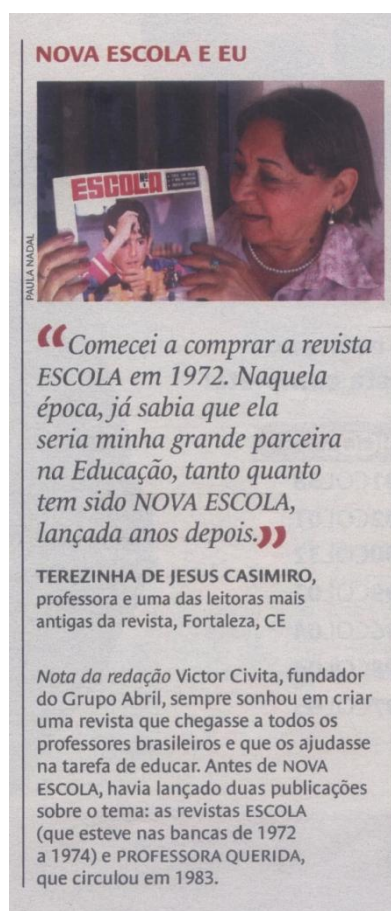 NOVA ESCOLA E EU
ESCOLA
PAULA NADAL
“Comecei a comprar a revista
ESCOLA em 1972. Naquela
época, já sabia que ela
seria minha grande parceira
na Educação, tanto quanto
tem sido NOVA ESCOLA,
lançada anos depois.”
TEREZINHA DE JESUS CASIMIRO,
professora e uma das leitoras mais
antigas da revista, Fortaleza, CE
Nota da redação Victor Civita, fundador
do Grupo Abril, sempre sonhou em criar
uma revista que chegasse a todos os
professores brasileiros e que os ajudasse
na tarefa de educar. Antes de NOVA
ESCOLA, havia lançado duas publicações
sobre o tema: as revistas ESCOLA
(que esteve nas bancas de 1972
a 1974) e PROFESSORA QUERIDA,
que circulou em 1983.